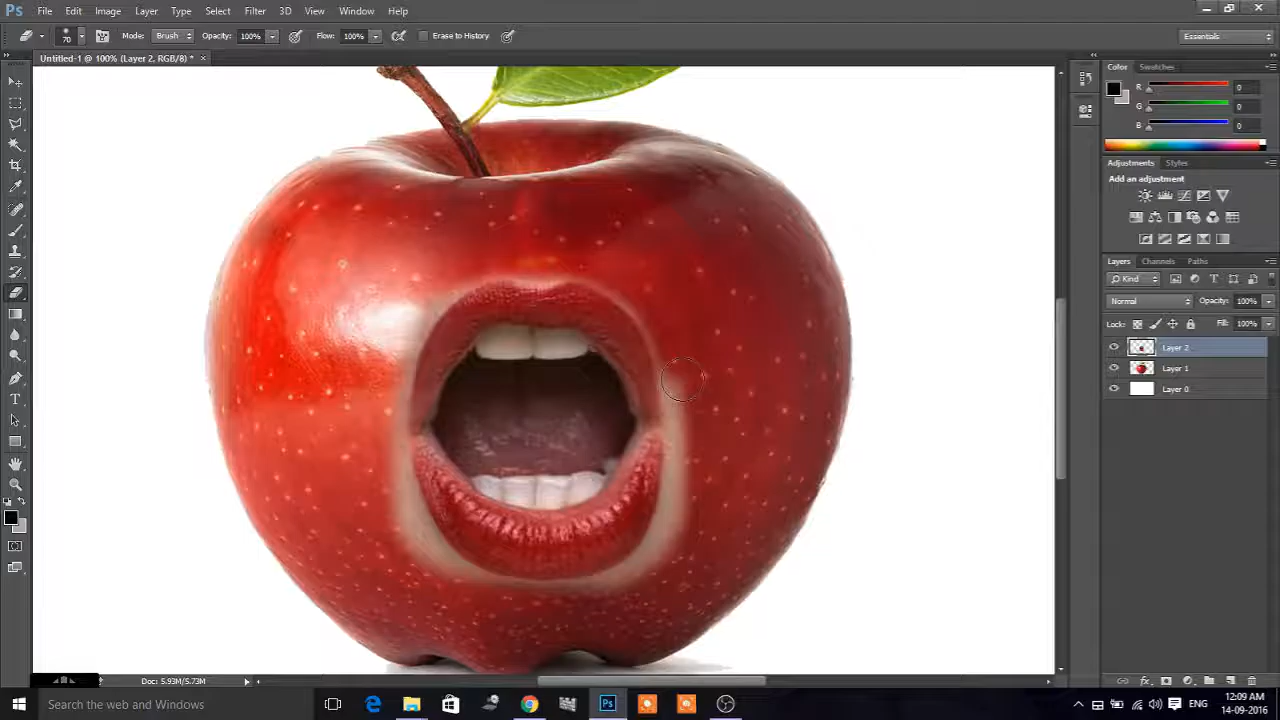 Ps File Edit Image Layer Type Select Filter 3D View Window Help
70 Mode: Brush Opacity: 100% Flow: 100% Erase to History Essentials
Untitled-1 @ 100% (Layer 2, RGB/8) * ×
Color Swatches
R 0
G 0
B 0
Adjustments Styles
Add an adjustment
Layers Channels Paths
Kind
Normal Opacity: 100%
Lock: Fill: 100%
Layer 2
Layer 1
Layer 0
Doc: 5.93M/5.73M
Search the web and Windows
Ps
ENG
12:09 AM
14-09-2016